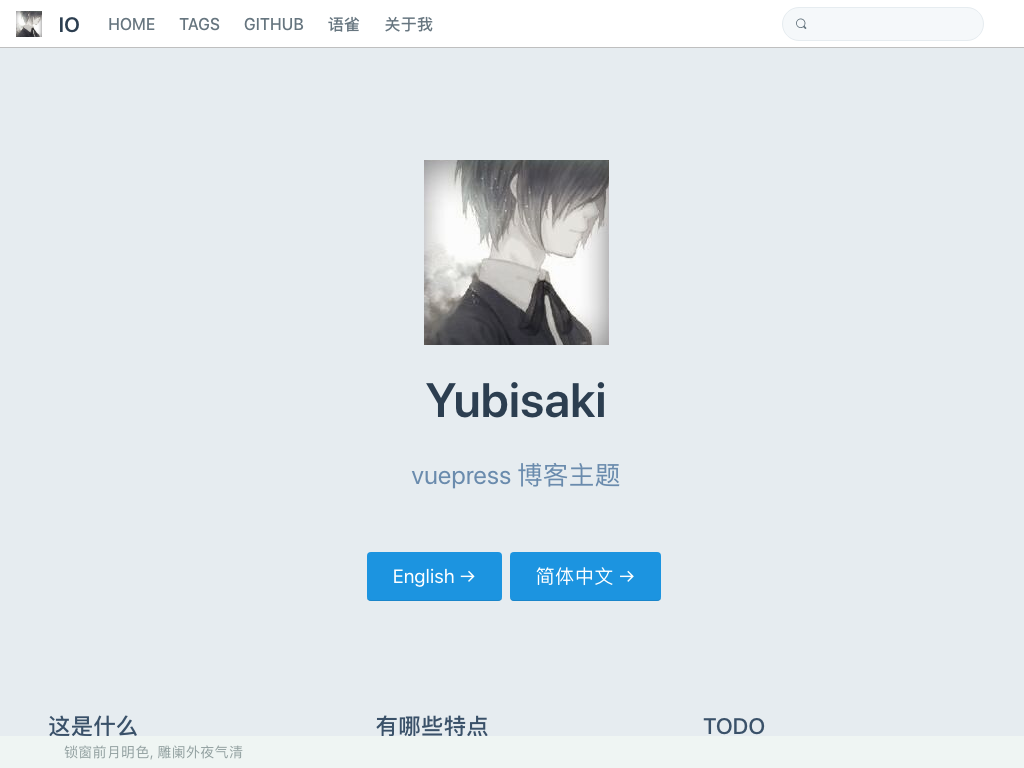 IO HOME TAGS GITHUB 语雀 关于我
Yubisaki
vuepress 博客主题
English → 简体中文 →
这是什么 有哪些特点 TODO
锁窗前月明色, 雕阑外夜气清